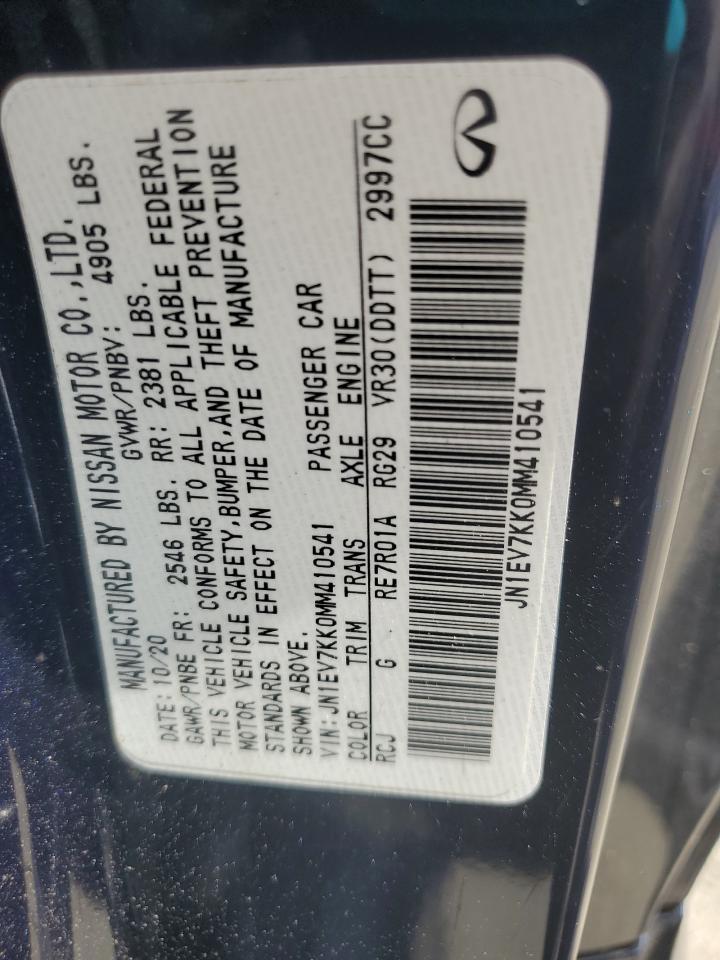 MANUFACTURED BY NISSAN MOTOR CO.,LTD.
DATE: 10/20 GVWR/PNBV: 4905 LBS.
GAWR/PNBE FR: 2546 LBS. RR: 2381 LBS.
THIS VEHICLE CONFORMS TO ALL APPLICABLE FEDERAL
MOTOR VEHICLE SAFETY,BUMPER,AND THEFT PREVENTION
STANDARDS IN EFFECT ON THE DATE OF MANUFACTURE
SHOWN ABOVE.
VIN:JN1EV7KK0MM410541 PASSENGER CAR
COLOR TRIM TRANS AXLE ENGINE
RCJ G RE7R01A RG29 VR30(DDTT) 2997CC
JN1EV7KK0MM410541